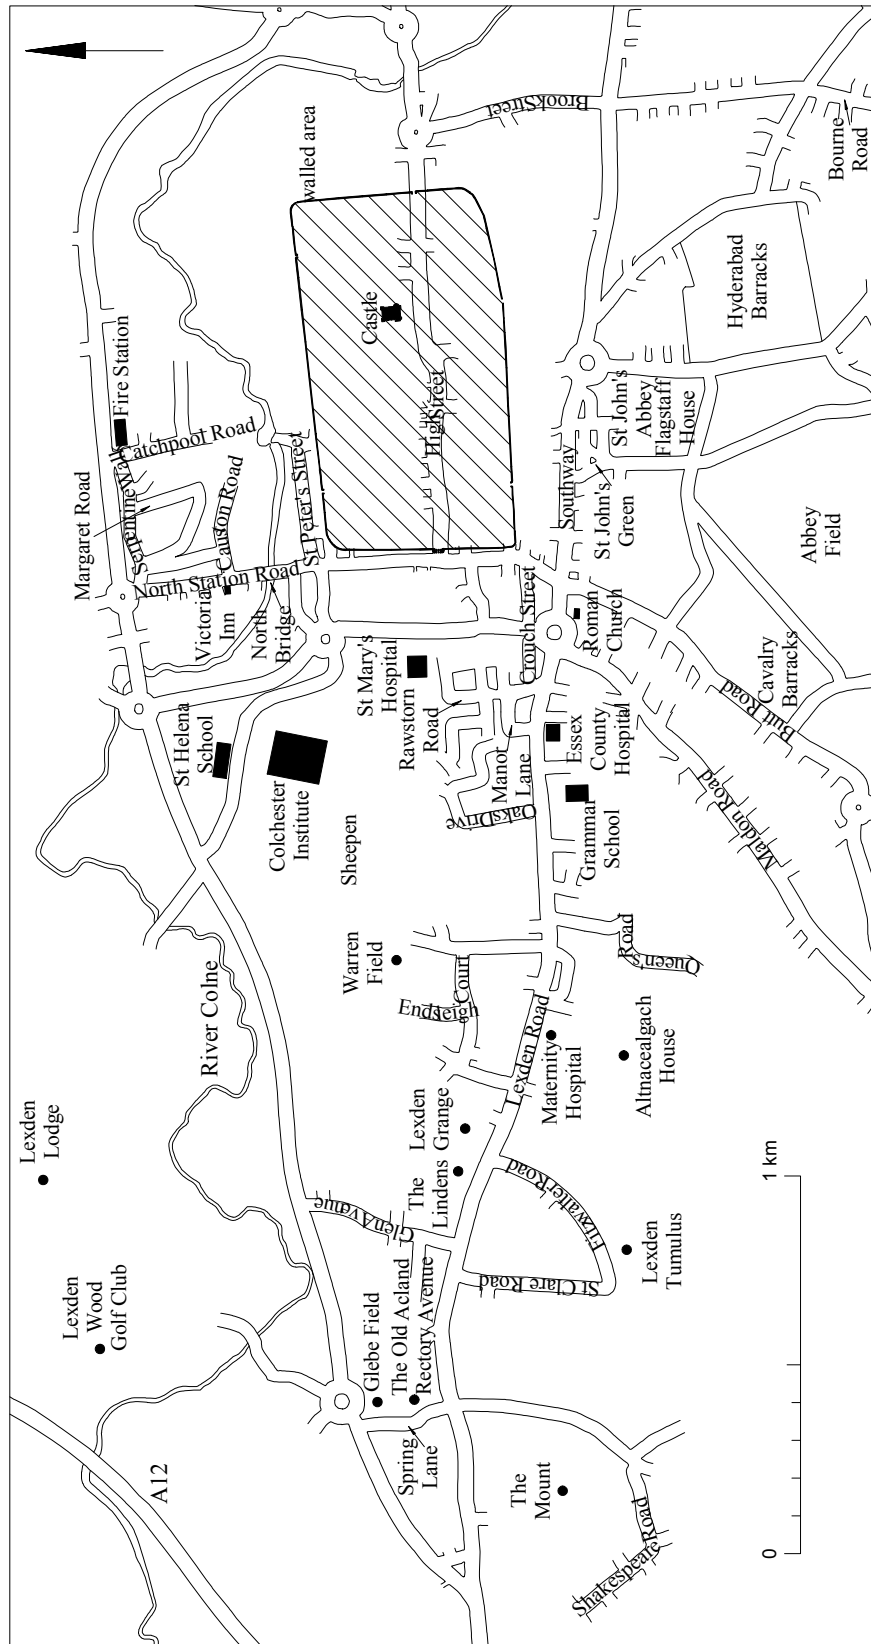 Lexden
Lodge
Lexden
Wood
Golf Club
A12
River Colne
St Helena
School
Colchester
Institute
Sheepen
Victoria
Inn
North
Bridge
Margaret Road
Serpentine Walk
Fire Station
Catchpool Road
Causton Road
North Station Road
St Peter's Street
walled area
Castle
High Street
Brook Street
Bourne
Road
Hyderabad
Barracks
St John's
Abbey
Flagstaff
House
Southway
St John's
Green
Abbey
Field
Roman
Church
Crouch Street
Cavalry
Barracks
Butt Road
Maldon Road
St Mary's
Hospital
Rawstorn
Road
Manor
Lane
Oaks Drive
Essex
County
Hospital
Grammar
School
Warren
Field
Endsleigh
Court
Queen's
Road
Lexden Road
Maternity
Hospital
Altnacealgach
House
Lexden
Grange
The
Lindens
Glen Avenue
Fitzwalter Road
St Clare Road
Lexden
Tumulus
Glebe Field
The Old Acland
Rectory Avenue
Spring
Lane
The
Mount
Shakespeare Road
0
1 km